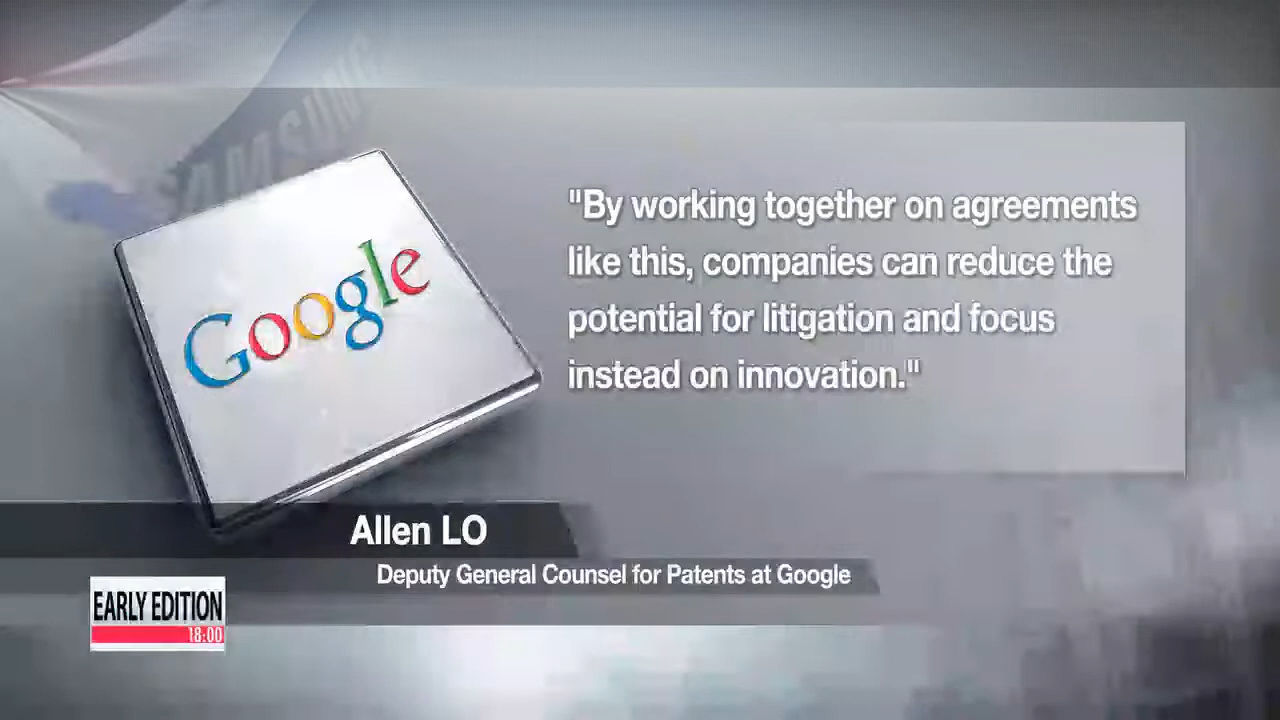 SAMSUNG
Google
"By working together on agreements
like this, companies can reduce the
potential for litigation and focus
instead on innovation."
Allen LO
Deputy General Counsel for Patents at Google
EARLY EDITION
18:00